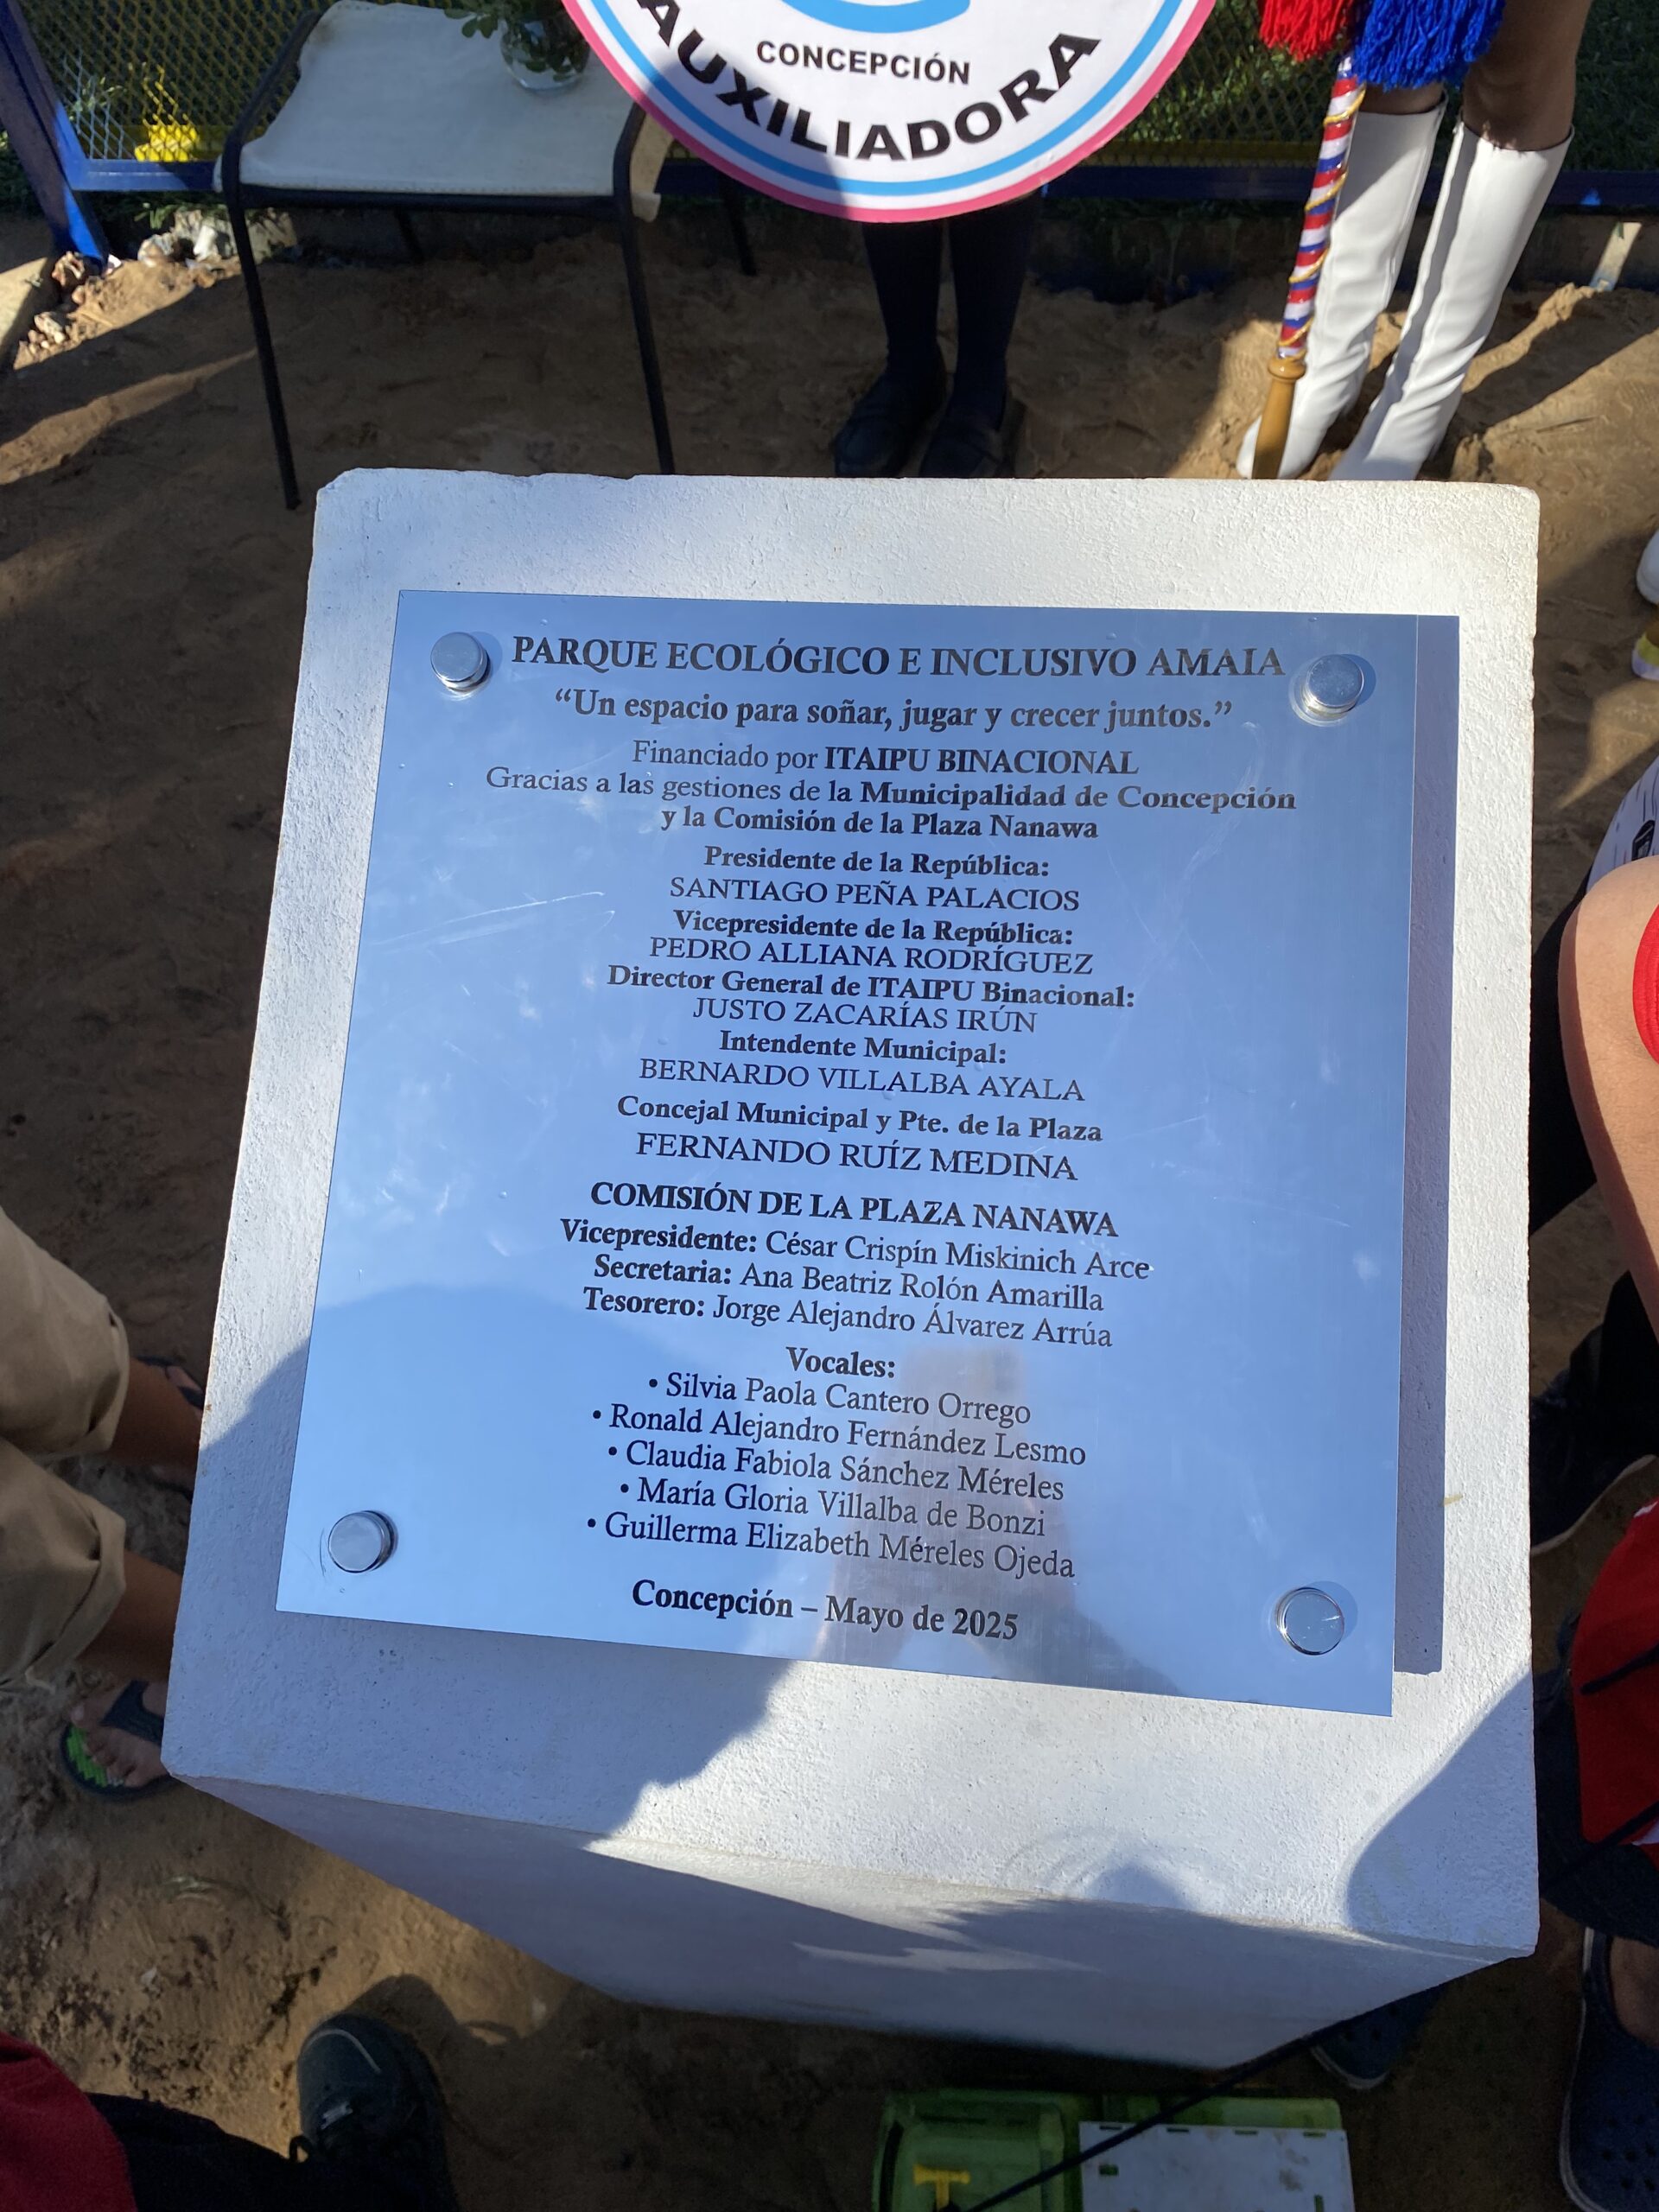 CONCEPCIÓN
AUXILIADORA
PARQUE ECOLÓGICO E INCLUSIVO AMAIA
“Un espacio para soñar, jugar y crecer juntos.”
Financiado por ITAIPU BINACIONAL
Gracias a las gestiones de la Municipalidad de Concepción
y la Comisión de la Plaza Nanawa
Presidente de la República:
SANTIAGO PEÑA PALACIOS
Vicepresidente de la República:
PEDRO ALLIANA RODRÍGUEZ
Director General de ITAIPU Binacional:
JUSTO ZACARÍAS IRÚN
Intendente Municipal:
BERNARDO VILLALBA AYALA
Concejal Municipal y Pte. de la Plaza
FERNANDO RUÍZ MEDINA
COMISIÓN DE LA PLAZA NANAWA
Vicepresidente: César Crispín Miskinich Arce
Secretaria: Ana Beatriz Rolón Amarilla
Tesorero: Jorge Alejandro Álvarez Arrúa
Vocales:
• Silvia Paola Cantero Orrego
• Ronald Alejandro Fernández Lesmo
• Claudia Fabiola Sánchez Méreles
• María Gloria Villalba de Bonzi
• Guillerma Elizabeth Méreles Ojeda
Concepción – Mayo de 2025